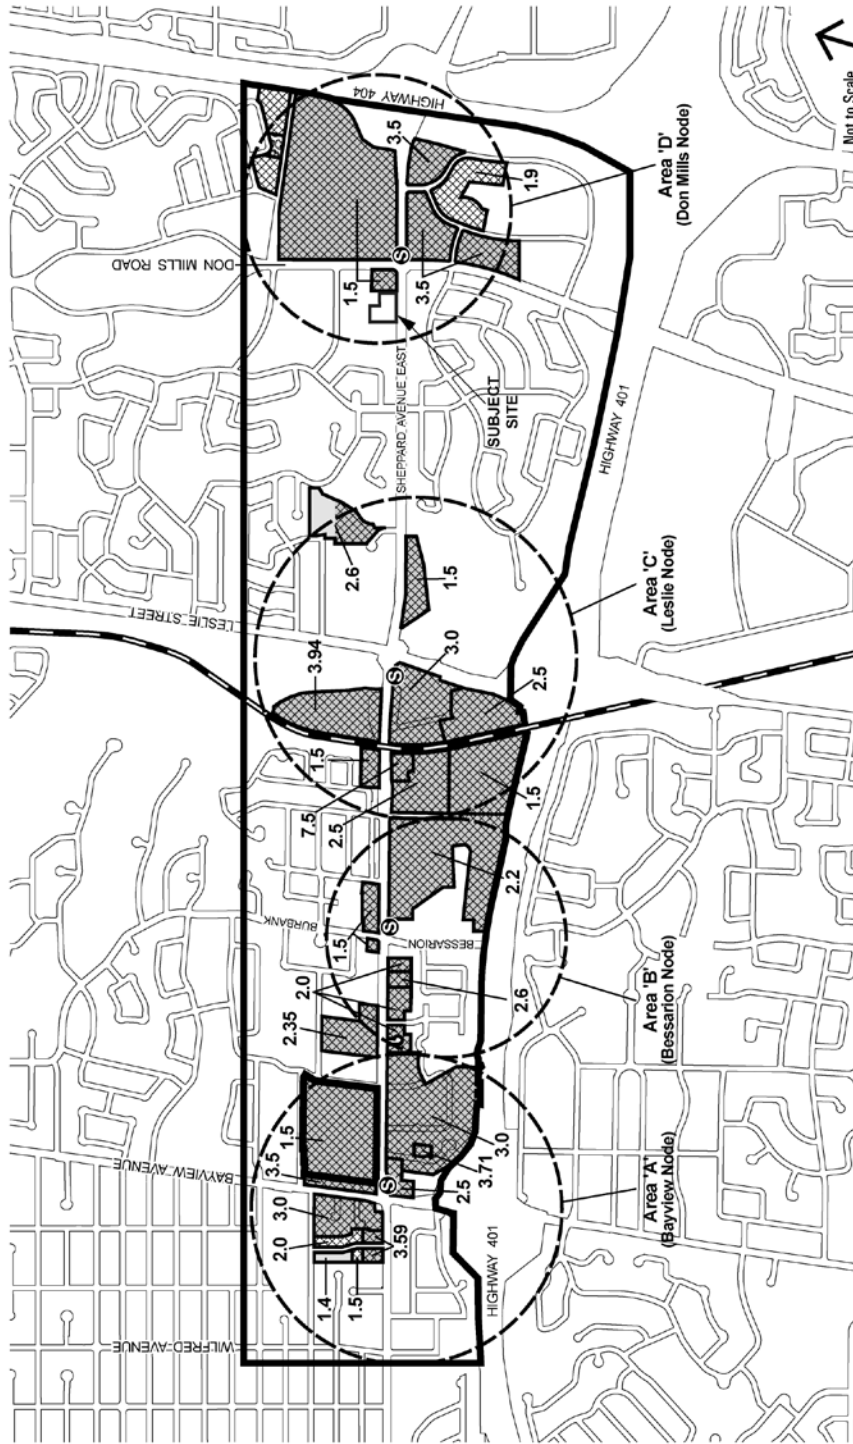 Not to Scale
HIGHWAY 404
DON MILLS ROAD
3.5
1.9
1.5
3.5
Area 'D'
(Don Mills Node)
S
SHEPPARD AVENUE EAST
SUBJECT
SITE
HIGHWAY 401
2.6
1.5
LESLIE STREET
Area 'C'
(Leslie Node)
3.94
3.0
2.5
S
1.5
7.5
2.5
1.5
2.2
BURBANK
S
BESSARION
1.5
2.0
2.6
2.35
Area 'B'
(Bessarion Node)
BAYVIEW AVENUE
1.5
3.5
3.0
3.71
2.5
S
3.0
2.0
3.59
1.4
1.5
Area 'A'
(Bayview Node)
HIGHWAY 401
WILFRED AVENUE